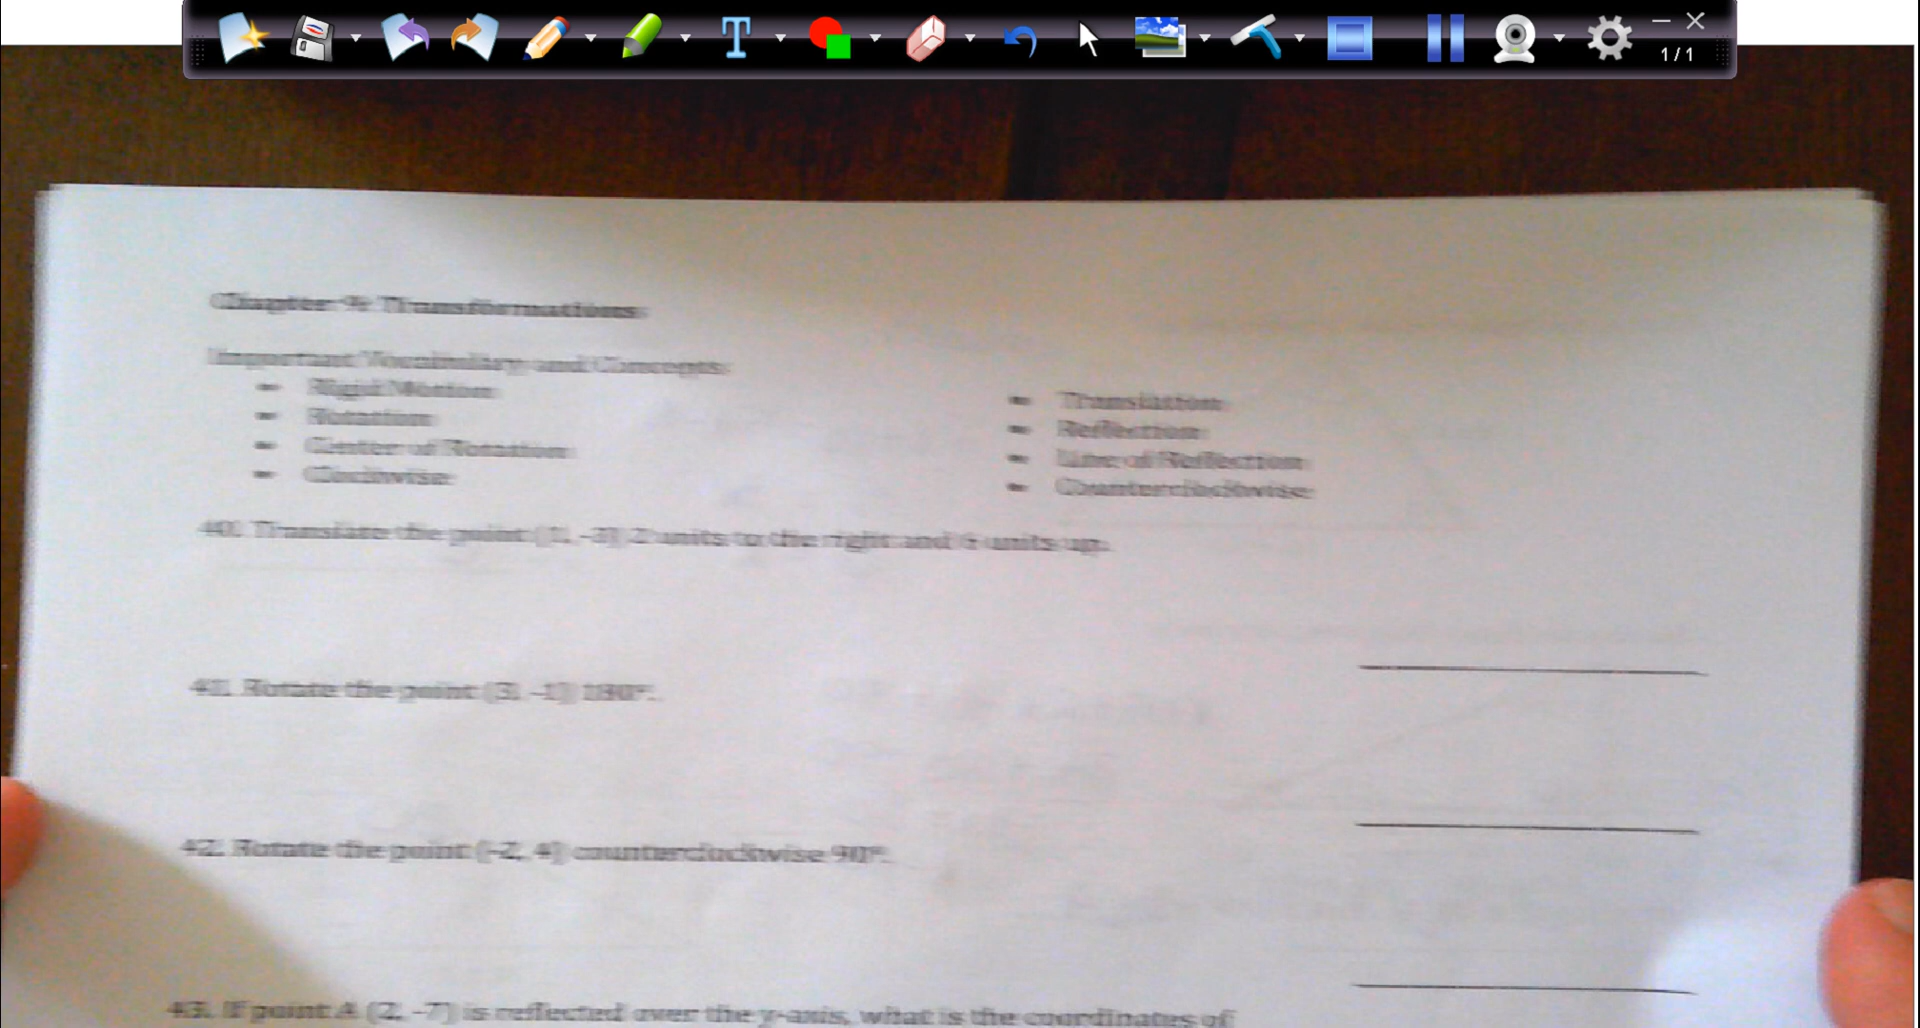 1/1
Chapter 9: Transformations
Important Vocabulary and Concepts:
Rigid Motion
Translation
Rotation
Reflection
Center of Rotation
Line of Reflection
Clockwise
Counterclockwise
40. Translate the point (1, -3) 2 units to the right and 6 units up.
41. Rotate the point (3, -1) 180°.
42. Rotate the point (-2, 4) counterclockwise 90°.
43. If point A (2, -7) is reflected over the y-axis, what is the coordinates of